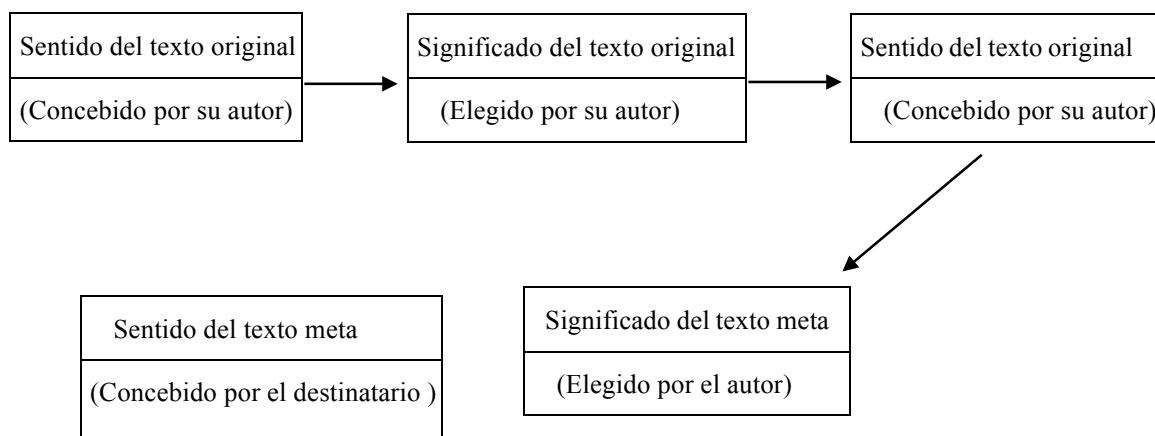 Sentido del texto original
(Concebido por su autor)
Significado del texto original
(Elegido por su autor)
Sentido del texto original
(Concebido por su autor)
Sentido del texto meta
(Concebido por el destinatario )
Significado del texto meta
(Elegido por el autor)